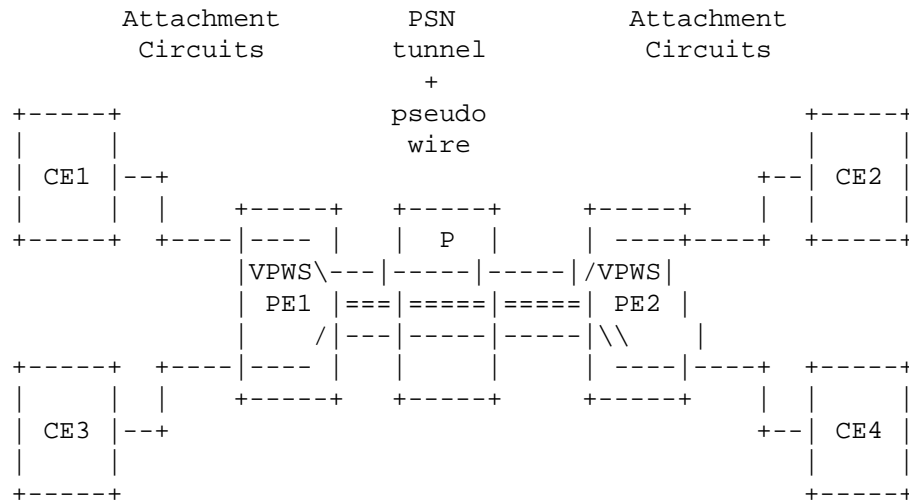 Attachment PSN Attachment
Circuits tunnel Circuits
+
pseudo
wire
CE1 CE2
P
VPWS VPWS
PE1 PE2
CE3 CE4